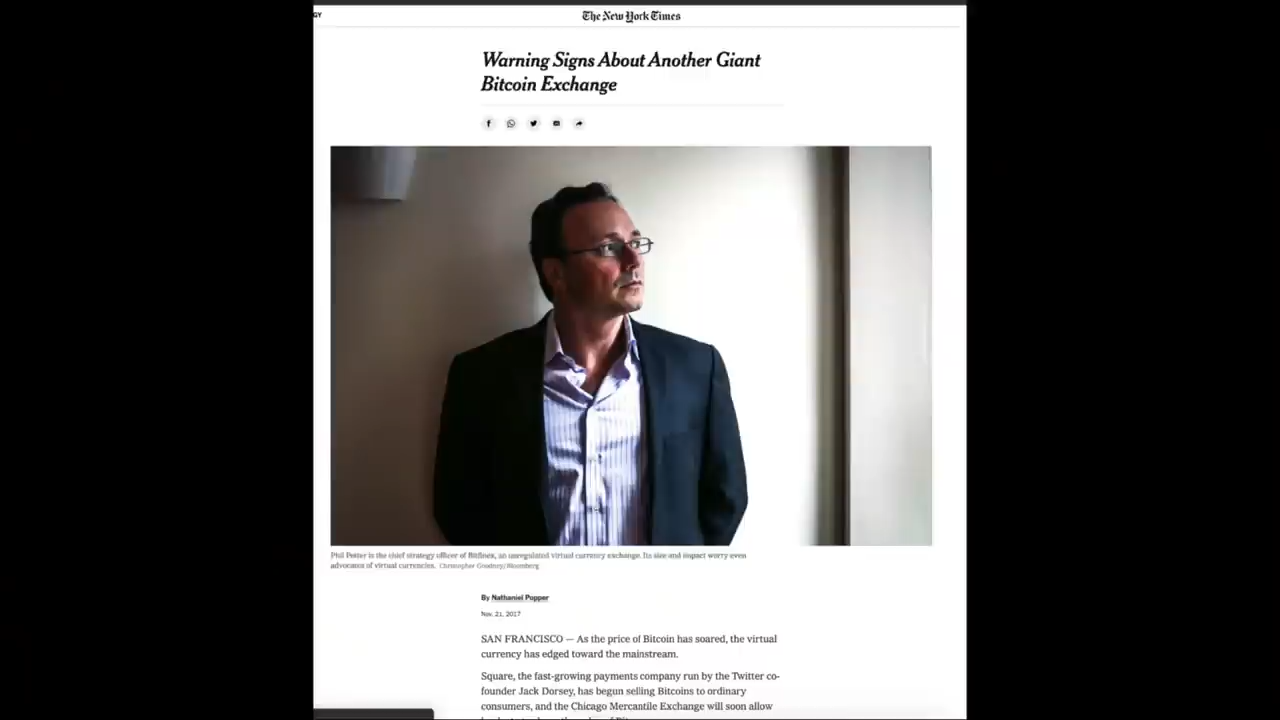 GY
The New York Times
Warning Signs About Another Giant
Bitcoin Exchange
Phil Potter is the chief strategy officer of Bitfinex, an unregulated virtual currency exchange. Its size and impact worry even
advocates of virtual currencies. Christopher Goodney/Bloomberg
By Nathaniel Popper
Nov. 21, 2017
SAN FRANCISCO — As the price of Bitcoin has soared, the virtual
currency has edged toward the mainstream.
Square, the fast-growing payments company run by the Twitter co-
founder Jack Dorsey, has begun selling Bitcoins to ordinary
consumers, and the Chicago Mercantile Exchange will soon allow